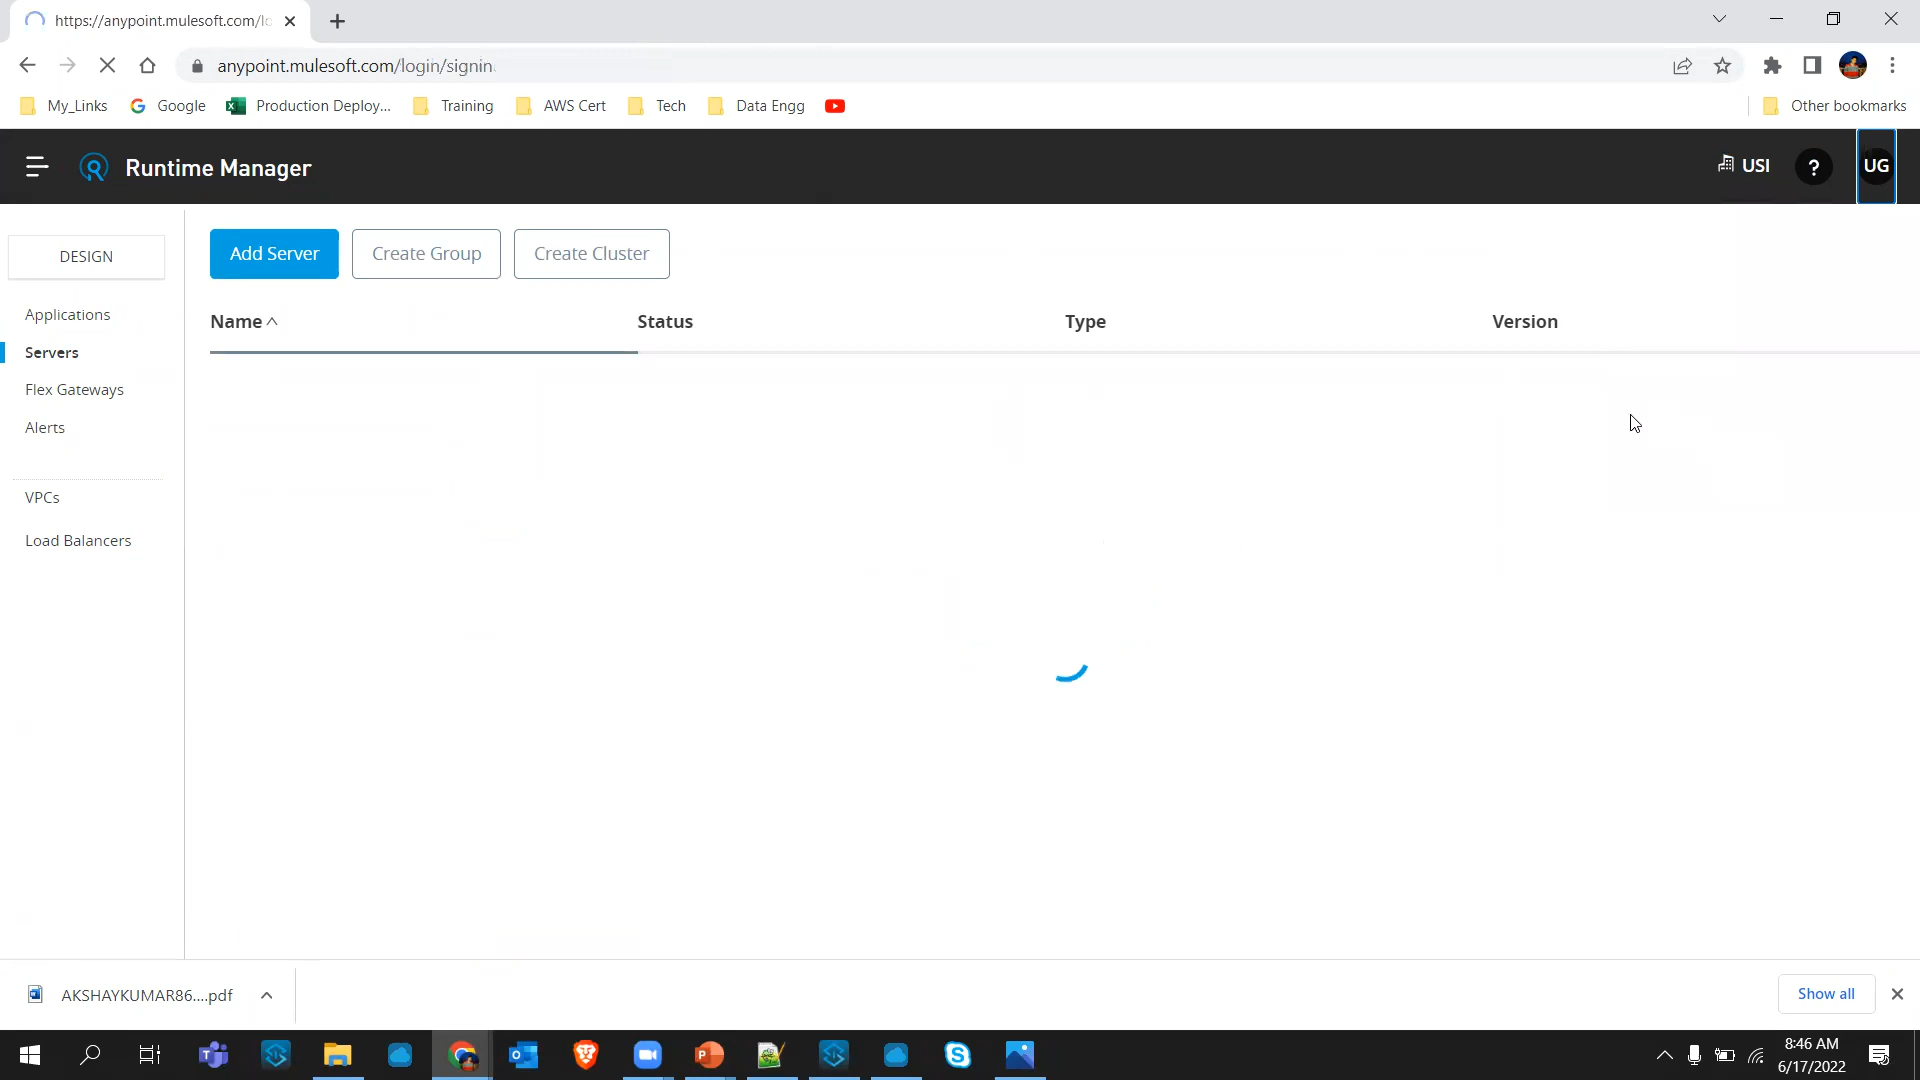 https://anypoint.mulesoft.com/lo
anypoint.mulesoft.com/login/signin
My_Links Google Production Deploy... Training AWS Cert Tech Data Engg Other bookmarks
Runtime Manager USI ? UG
Add Server Create Group Create Cluster
DESIGN
Name Status Type Version
Applications
Servers
Flex Gateways
Alerts
VPCs
Load Balancers
AKSHAYKUMAR86....pdf Show all
8:46 AM
6/17/2022